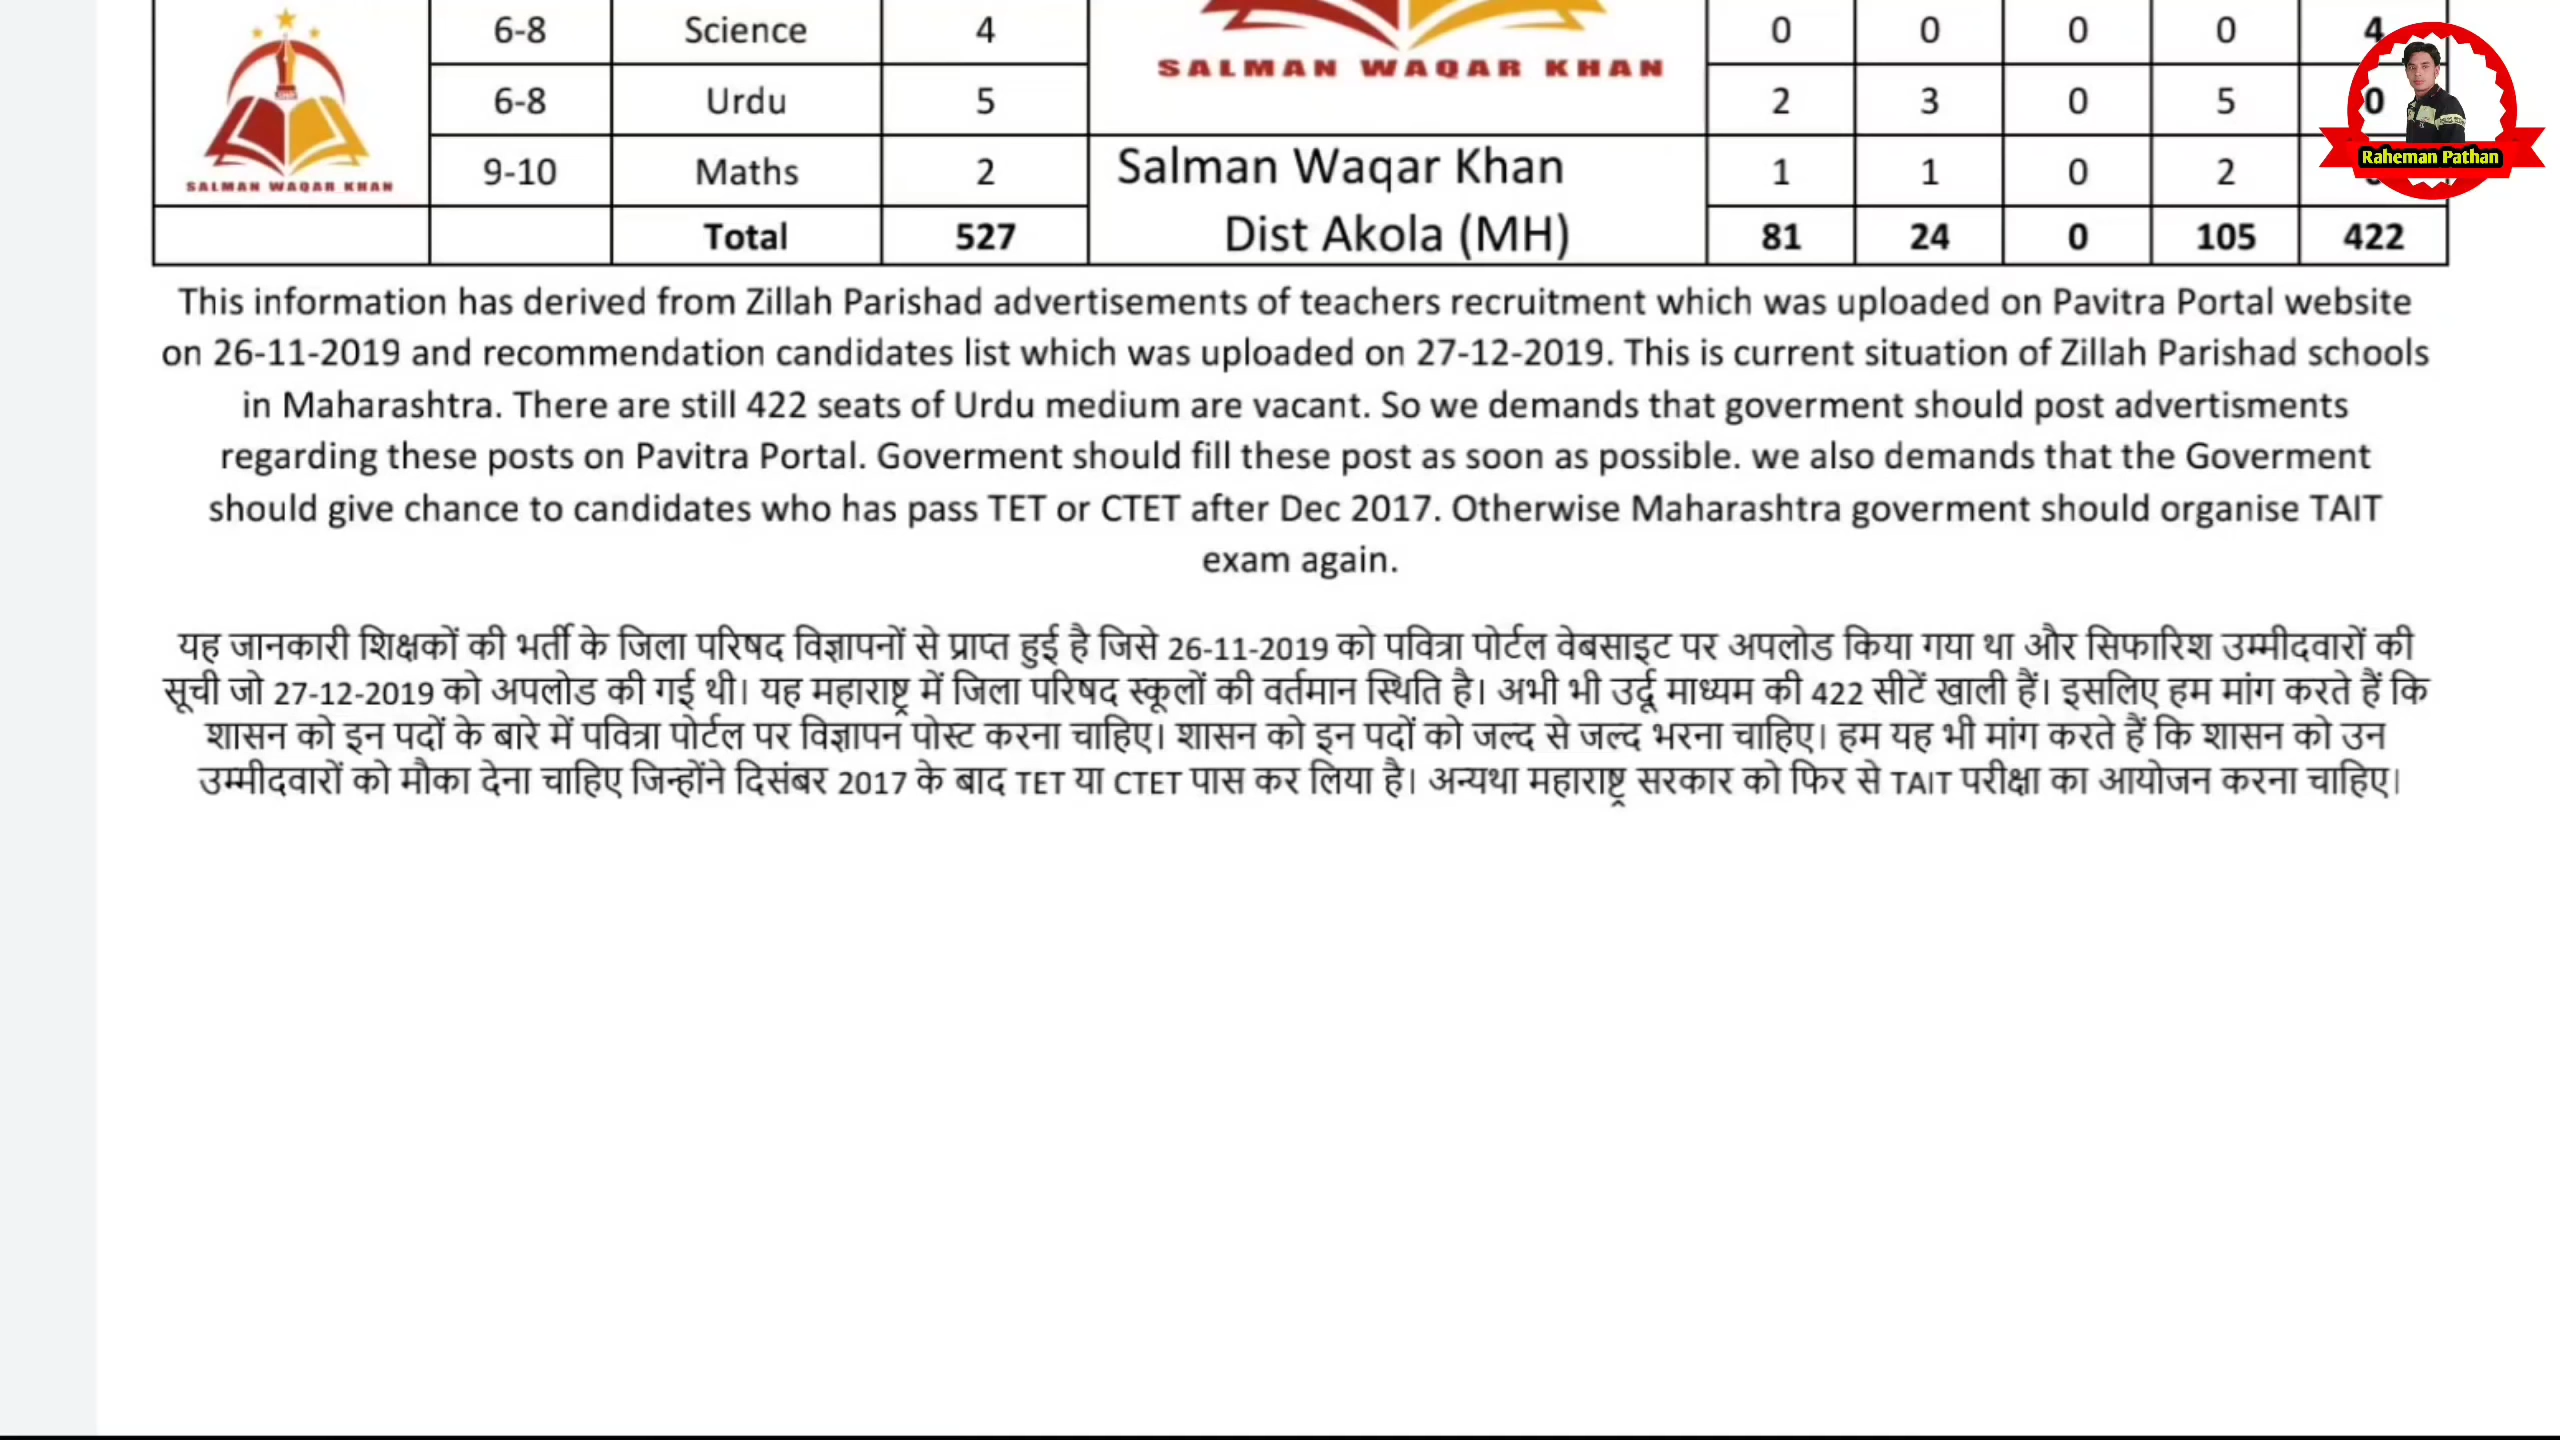 6-8 Science 4 0 0 0 0 4
SALMAN WAQAR KHAN
6-8 Urdu 5 2 3 0 5 0
Raheman Pathan
9-10 Maths 2 Salman Waqar Khan 1 1 0 2
SALMAN WAQAR KHAN
Total 527 Dist Akola (MH) 81 24 0 105 422
This information has derived from Zillah Parishad advertisements of teachers recruitment which was uploaded on Pavitra Portal website
on 26-11-2019 and recommendation candidates list which was uploaded on 27-12-2019. This is current situation of Zillah Parishad schools
in Maharashtra. There are still 422 seats of Urdu medium are vacant. So we demands that goverment should post advertisments
regarding these posts on Pavitra Portal. Goverment should fill these post as soon as possible. we also demands that the Goverment
should give chance to candidates who has pass TET or CTET after Dec 2017. Otherwise Maharashtra goverment should organise TAIT
exam again.
यह जानकारी शिक्षकों की भर्ती के जिला परिषद विज्ञापनों से प्राप्त हुई है जिसे 26-11-2019 को पवित्रा पोर्टल वेबसाइट पर अपलोड किया गया था और सिफारिश उम्मीदवारों की
सूची जो 27-12-2019 को अपलोड की गई थी। यह महाराष्ट्र में जिला परिषद स्कूलों की वर्तमान स्थिति है। अभी भी उर्दू माध्यम की 422 सीटें खाली हैं। इसलिए हम मांग करते हैं कि
शासन को इन पदों के बारे में पवित्रा पोर्टल पर विज्ञापन पोस्ट करना चाहिए। शासन को इन पदों को जल्द से जल्द भरना चाहिए। हम यह भी मांग करते हैं कि शासन को उन
उम्मीदवारों को मौका देना चाहिए जिन्होंने दिसंबर 2017 के बाद TET या CTET पास कर लिया है। अन्यथा महाराष्ट्र सरकार को फिर से TAIT परीक्षा का आयोजन करना चाहिए।